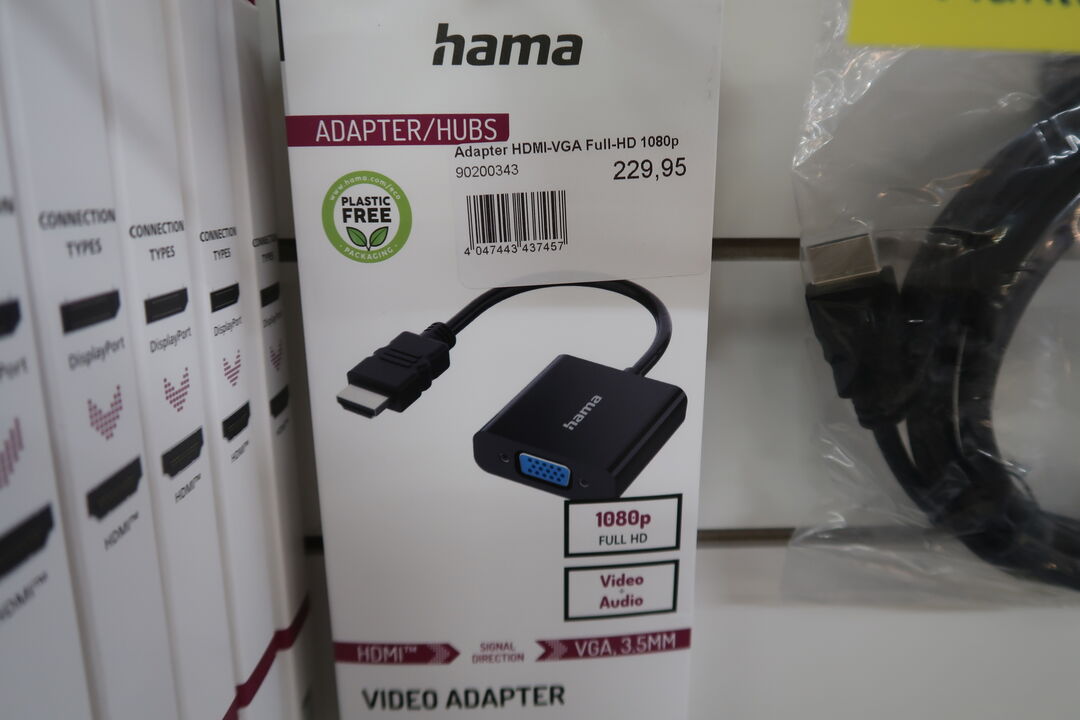 hama
ADAPTER/HUBS
Adapter HDMI-VGA Full-HD 1080p
90200343
229,95
4 047443 437457
www.hama.com/eco
PLASTIC
FREE
PACKAGING
hama
1080p
FULL HD
Video
+
Audio
HDMI™
SIGNAL
DIRECTION
VGA, 3.5MM
VIDEO ADAPTER
CONNECTION
TYPES
DisplayPort
HDMI™
CONNECTION
TYPES
DisplayPort
HDMI™
CONNECTION
TYPES
DisplayPort
HDMI™
TYPES